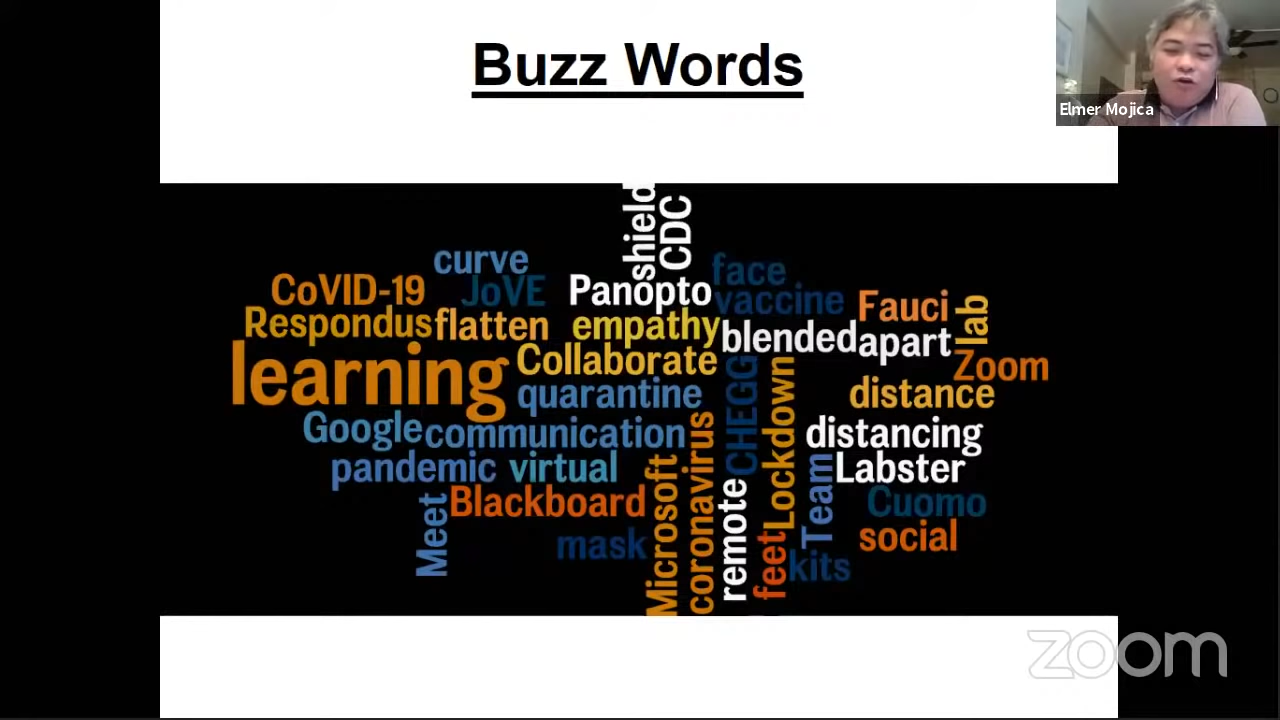 Buzz Words
Elmer Mojica
shield
CDC
curve
face
CoVID-19
JoVE
Panopto
vaccine
Fauci
lab
Respondus
flatten
empathy
blended
apart
learning
Collaborate
Zoom
quarantine
CHEGG
Lockdown
distance
Google
communication
coronavirus
distancing
pandemic
virtual
Microsoft
remote
Team
Labster
Meet
Blackboard
Cuomo
mask
feet
kits
social
zoom